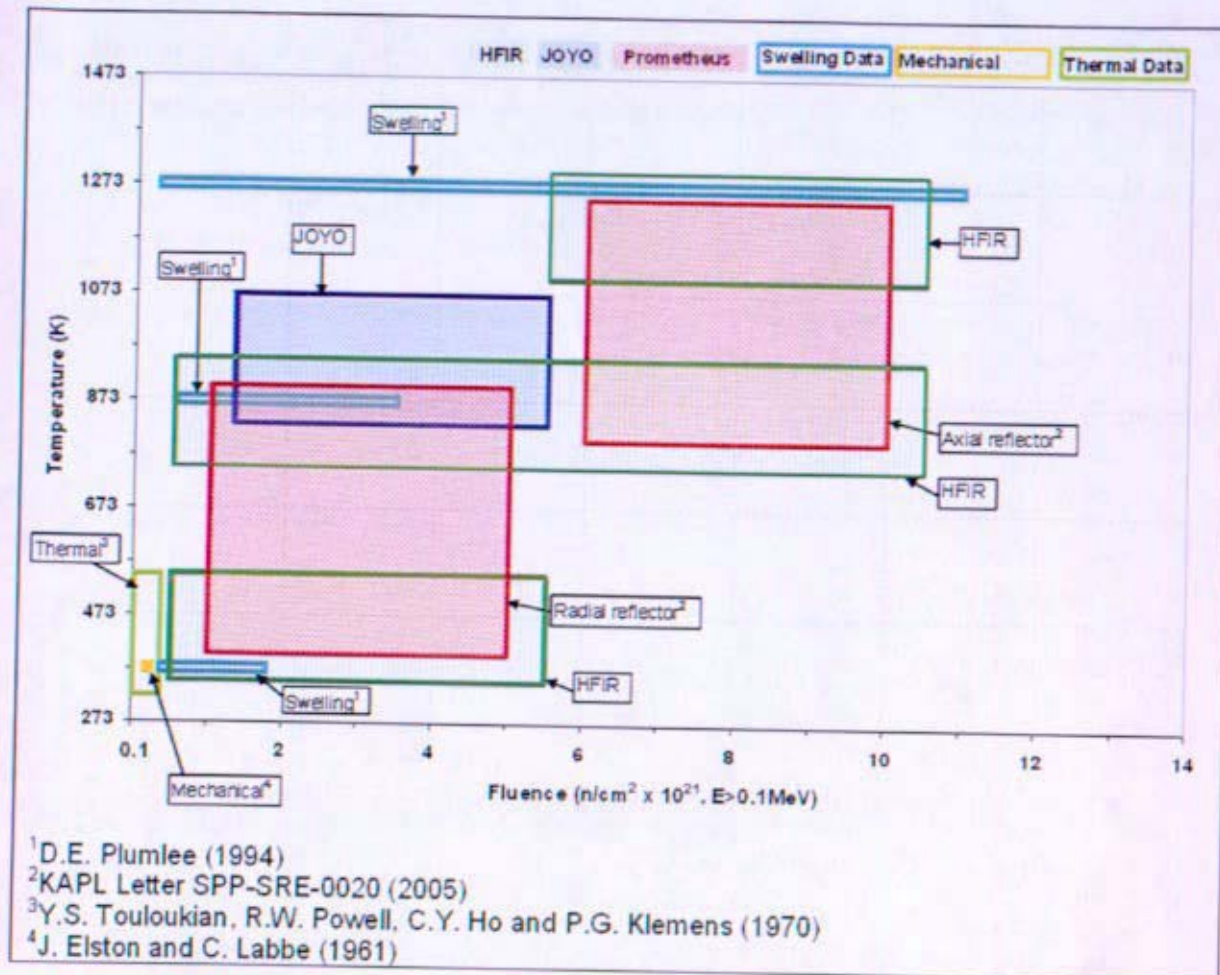 HFIR JOYO Prometheus Swelling Data Mechanical Thermal Data
1473
Swelling¹
1273
JOYO
HFIR
Swelling¹
1073
Temperature (K)
873
Axial reflector²
HFIR
673
Thermal³
473
Radial reflector²
HFIR
Swelling¹
273
0.1 2 4 6 8 10 12 14
Mechanical⁴
Fluence (n/cm² x 10²¹, E>0.1MeV)
¹D.E. Plumlee (1994)
²KAPL Letter SPP-SRE-0020 (2005)
³Y.S. Touloukian, R.W. Powell, C.Y. Ho and P.G. Klemens (1970)
⁴J. Elston and C. Labbe (1961)